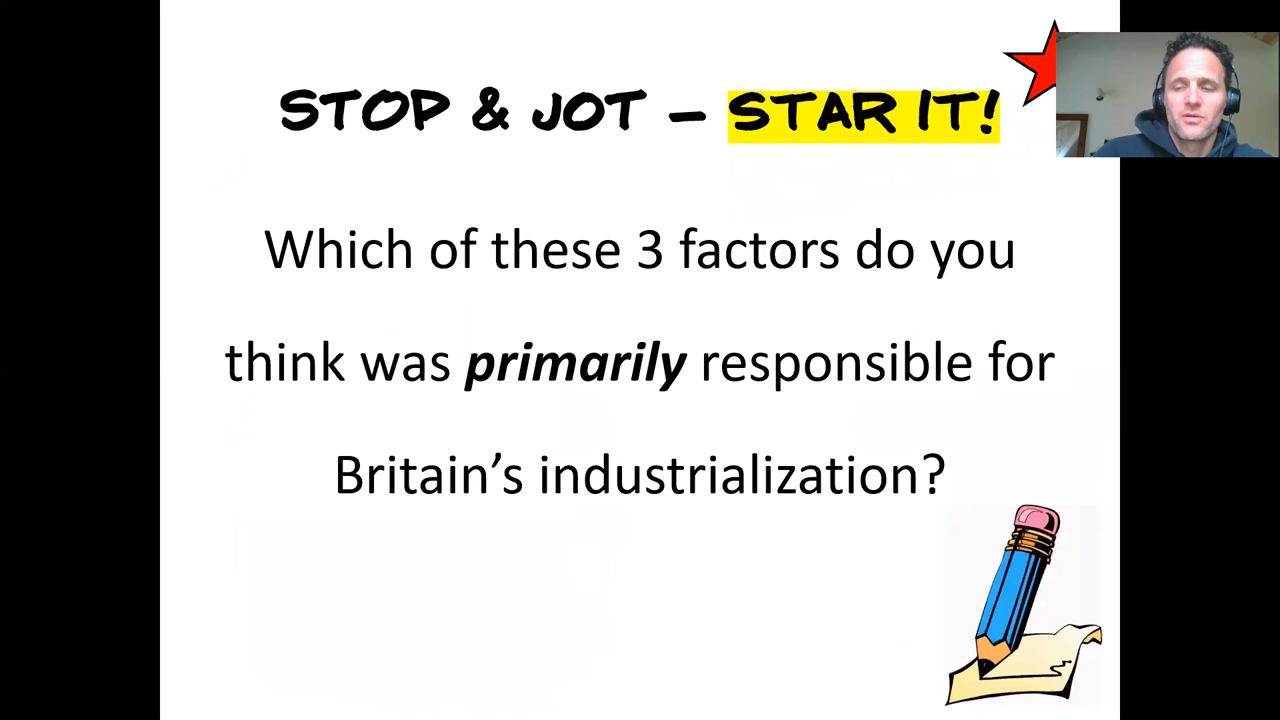 STOP & JOT – STAR IT!
Which of these 3 factors do you
think was primarily responsible for
Britain’s industrialization?